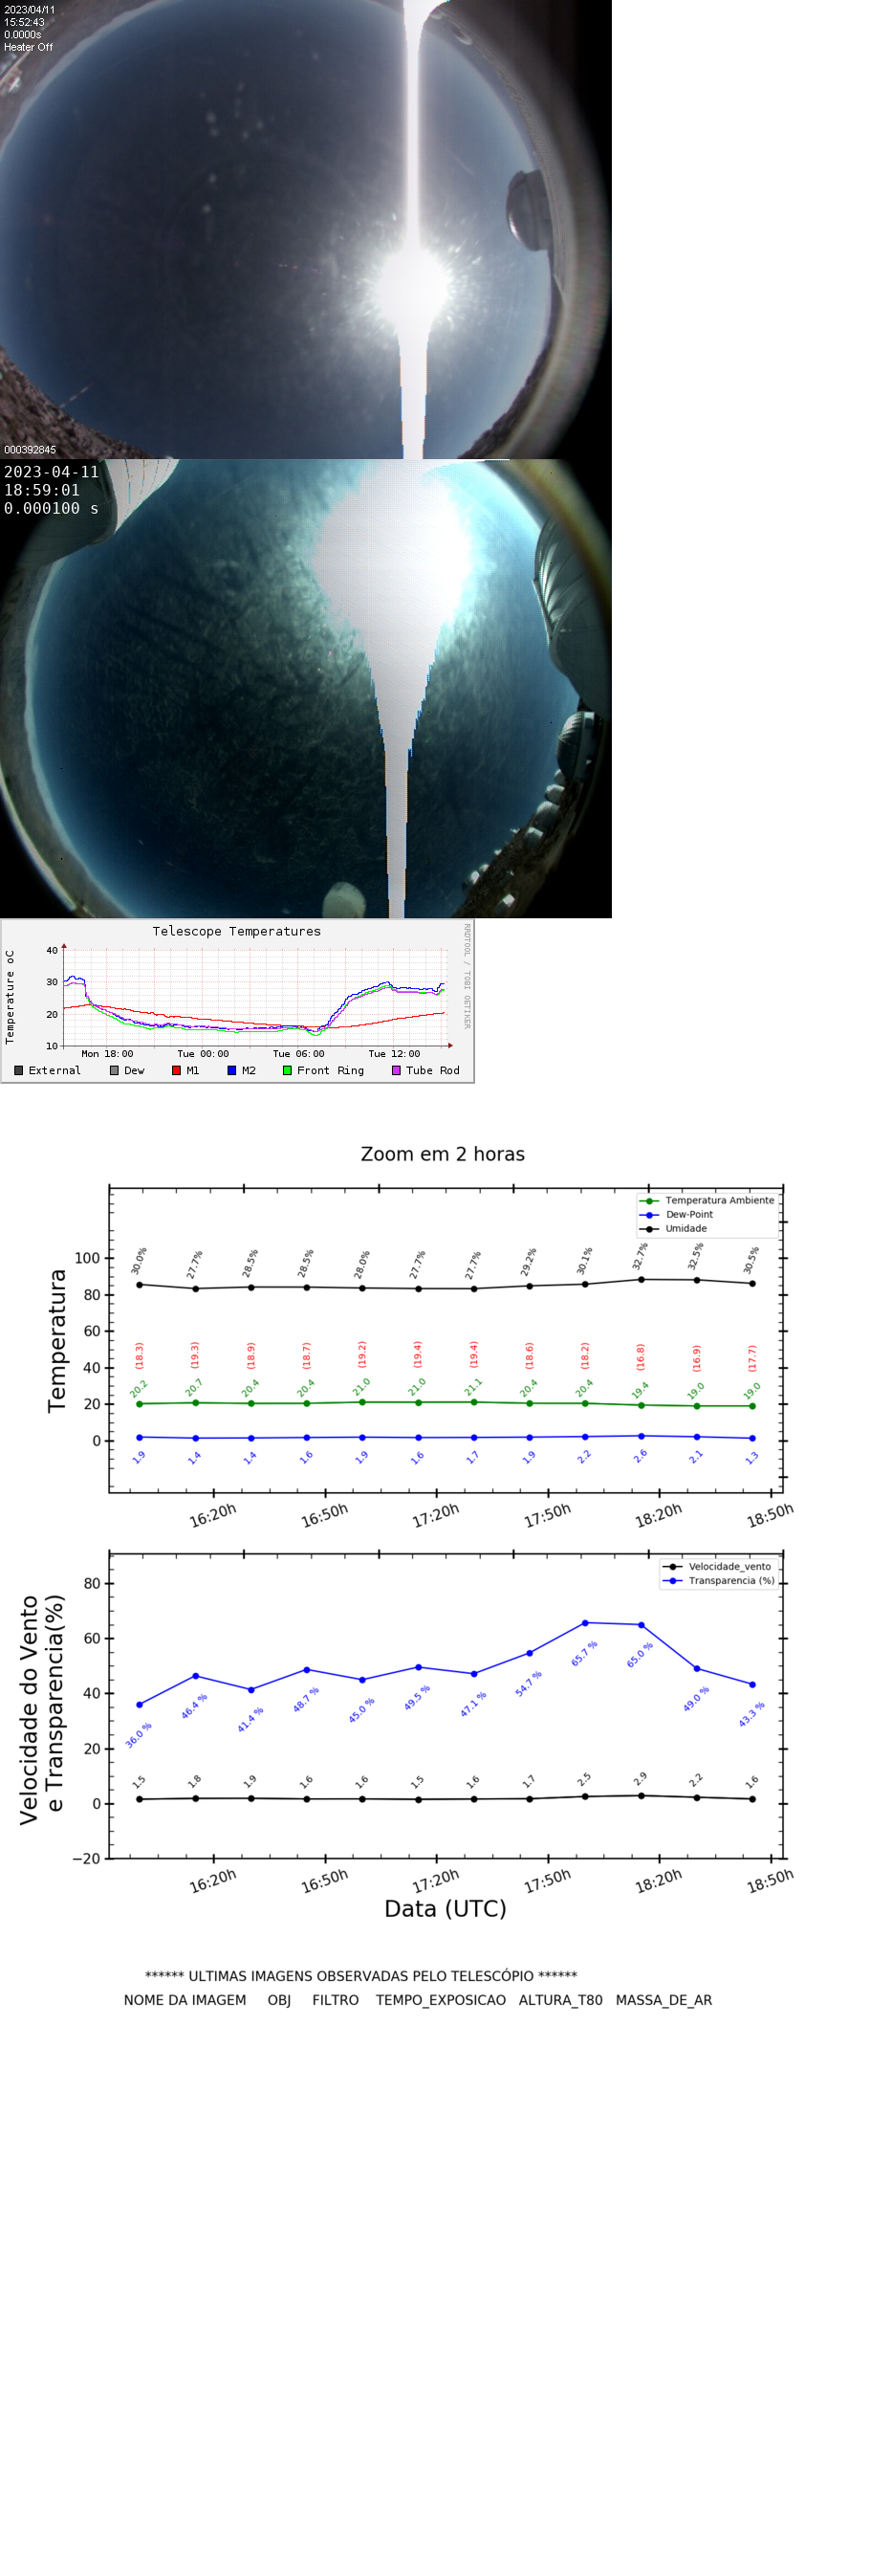 2023/04/11
15:52:43
0.0000s
Heater Off
000392845
2023-04-11
18:59:01
0.000100 s
Telescope Temperatures
RRDTOOL / TOBI OETIKER
Temperature oC
40
30
20
10
Mon 18:00 Tue 00:00 Tue 06:00 Tue 12:00
External Dew M1 M2 Front Ring Tube Rod
Zoom em 2 horas
Temperatura Ambiente
Dew-Point
Umidade
Temperatura
100
80
60
40
20
0
30.0% 27.7% 28.5% 28.5% 28.0% 27.7% 27.7% 29.2% 30.1% 32.7% 32.5% 30.5%
(18.3) (19.3) (18.9) (18.7) (19.2) (19.4) (19.4) (18.6) (18.2) (16.8) (16.9) (17.7)
20.2 20.7 20.4 20.4 21.0 21.0 21.1 20.4 20.4 19.4 19.0 19.0
1.9 1.4 1.4 1.6 1.9 1.6 1.7 1.9 2.2 2.6 2.1 1.3
16:20h 16:50h 17:20h 17:50h 18:20h 18:50h
Velocidade_vento
Transparencia (%)
Velocidade do Vento
e Transparencia(%)
80
60
40
20
0
−20
36.0 % 46.4 % 41.4 % 48.7 % 45.0 % 49.5 % 47.1 % 54.7 % 65.7 % 65.0 % 49.0 % 43.3 %
1.5 1.8 1.9 1.6 1.6 1.5 1.6 1.7 2.5 2.9 2.2 1.6
16:20h 16:50h 17:20h 17:50h 18:20h 18:50h
Data (UTC)
****** ULTIMAS IMAGENS OBSERVADAS PELO TELESCÓPIO ******
NOME DA IMAGEM OBJ FILTRO TEMPO_EXPOSICAO ALTURA_T80 MASSA_DE_AR